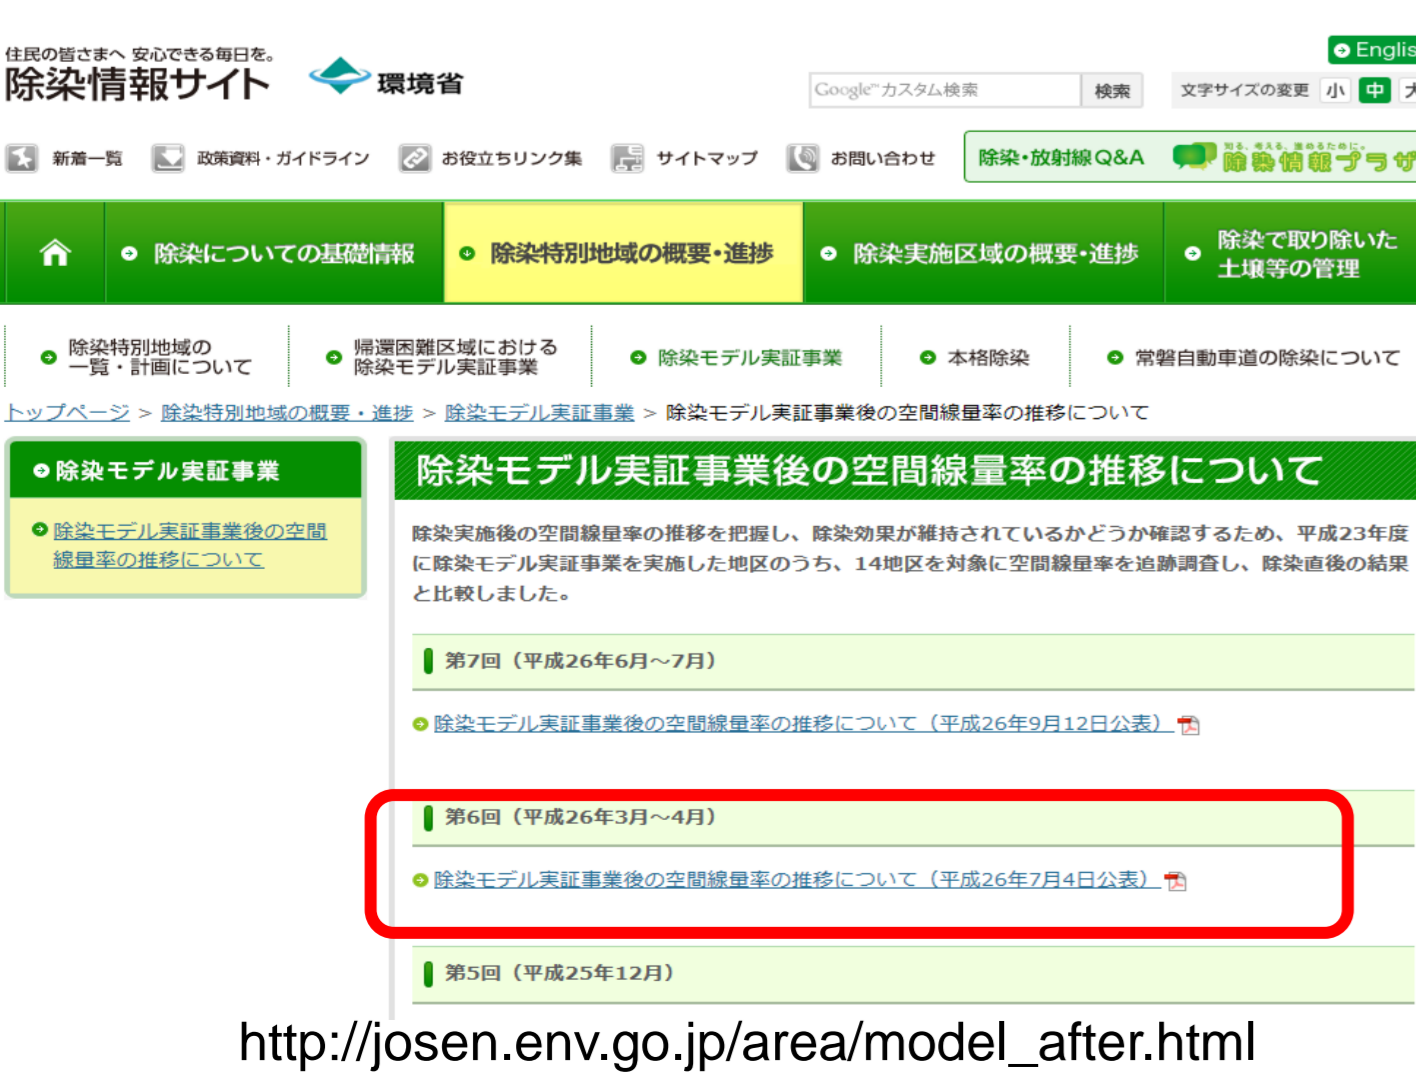 住民の皆さまへ 安心できる毎日を。
除染情報サイト
環境省
English
Google™カスタム検索
検索
文字サイズの変更 小 中 大
新着一覧
政策資料・ガイドライン
お役立ちリンク集
サイトマップ
お問い合わせ
除染・放射線Q&A
知る、考える、進めるために。
除染情報プラザ
除染についての基礎情報
除染特別地域の概要・進捗
除染実施区域の概要・進捗
除染で取り除いた
土壌等の管理
除染特別地域の
一覧・計画について
帰還困難区域における
除染モデル実証事業
除染モデル実証事業
本格除染
常磐自動車道の除染について
トップページ > 除染特別地域の概要・進捗 > 除染モデル実証事業 > 除染モデル実証事業後の空間線量率の推移について
除染モデル実証事業
除染モデル実証事業後の空間
線量率の推移について
除染モデル実証事業後の空間線量率の推移について
除染実施後の空間線量率の推移を把握し、除染効果が維持されているかどうか確認するため、平成23年度
に除染モデル実証事業を実施した地区のうち、14地区を対象に空間線量率を追跡調査し、除染直後の結果
と比較しました。
第7回（平成26年6月～7月）
除染モデル実証事業後の空間線量率の推移について（平成26年9月12日公表）
第6回（平成26年3月～4月）
除染モデル実証事業後の空間線量率の推移について（平成26年7月4日公表）
第5回（平成25年12月）
http://josen.env.go.jp/area/model_after.html